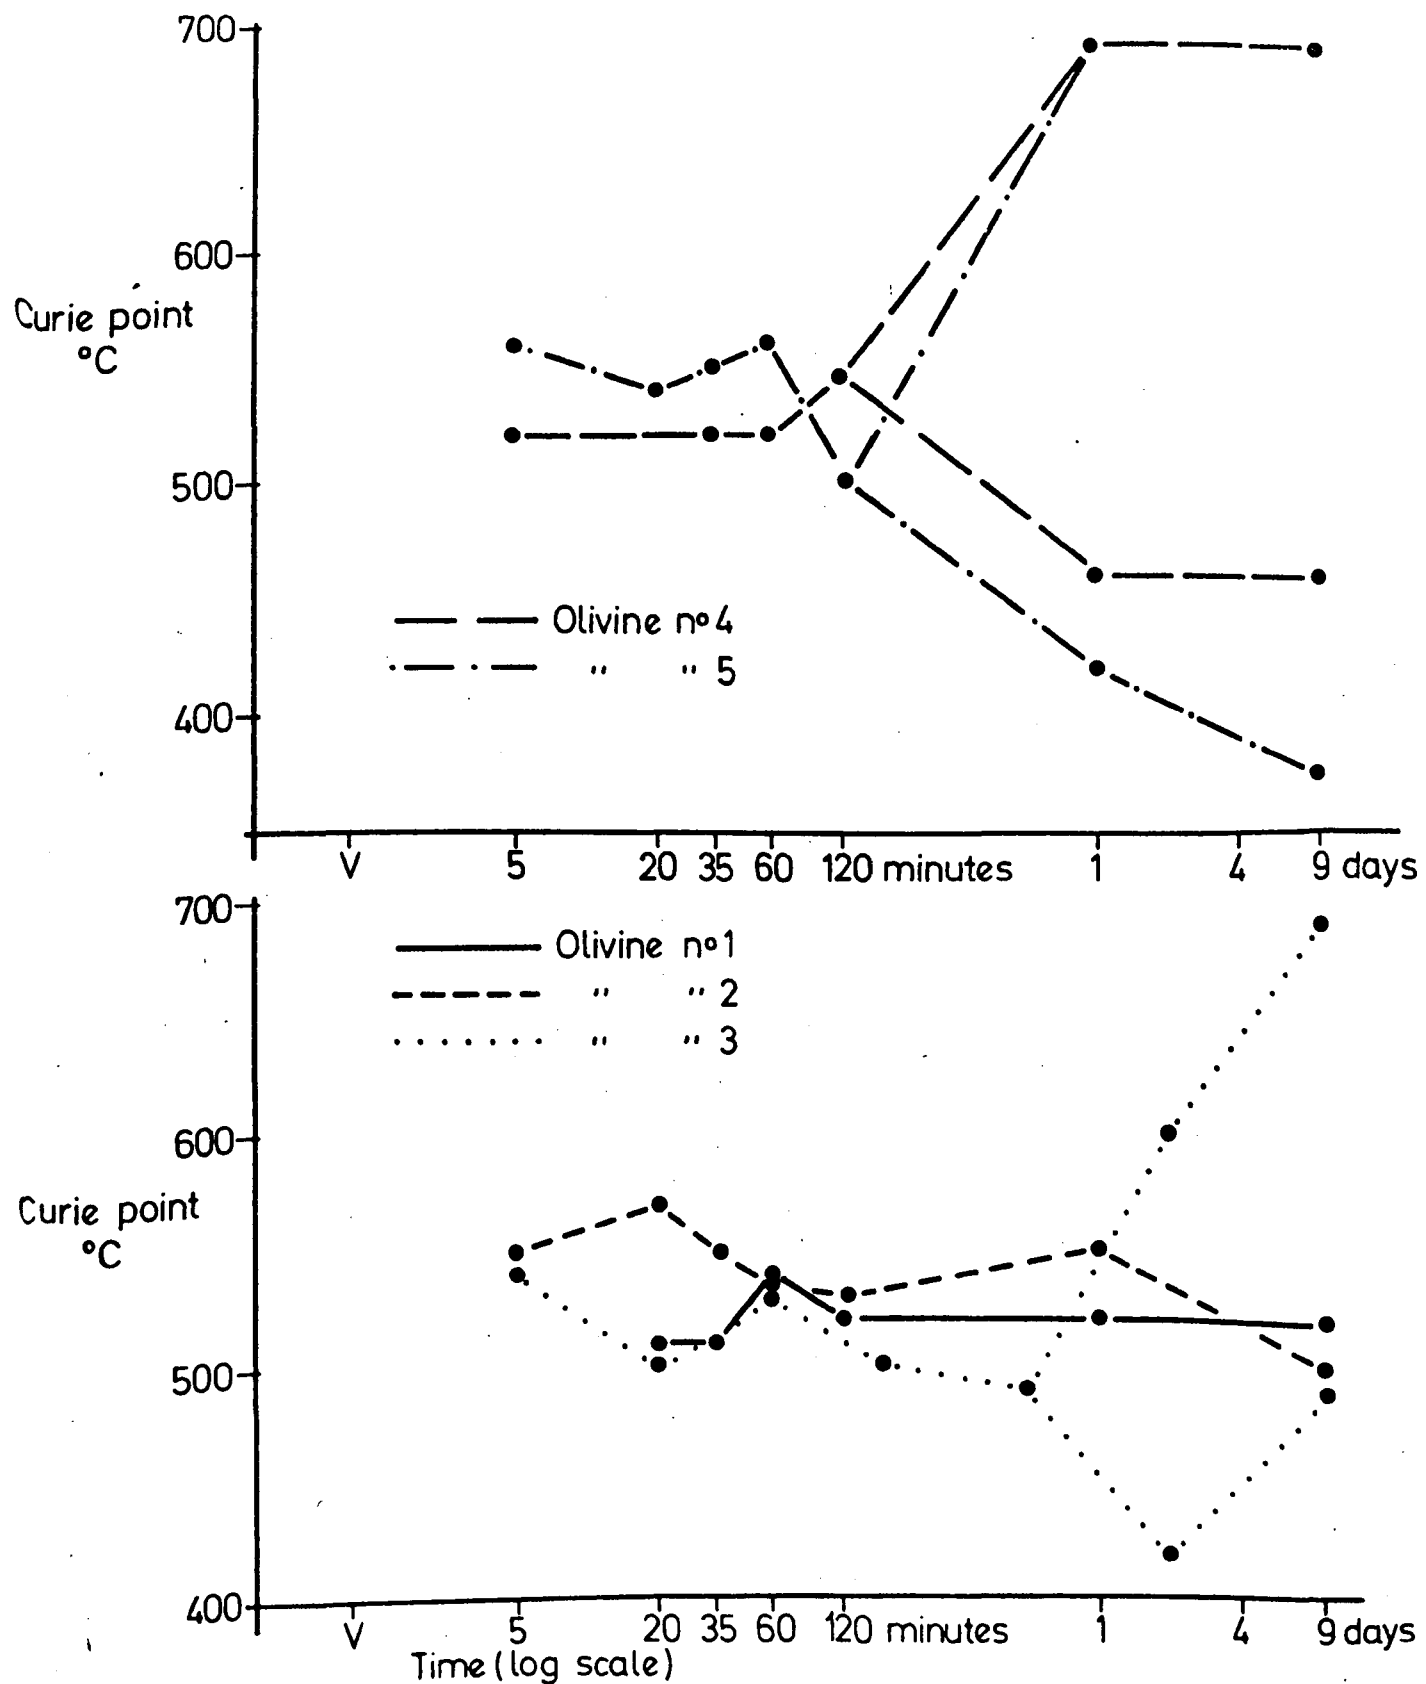 700
600
Curie point
°C
500
Olivine nº 4
" " 5
400
V 5 20 35 60 120 minutes 1 4 9 days
700
Olivine nº 1
" " 2
" " 3
600
Curie point
°C
500
400
V 5 20 35 60 120 minutes 1 4 9 days
Time (log scale)